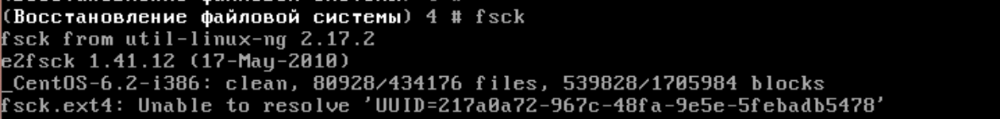 (Восстановление файловой системы) 4 # fsck
fsck from util-linux-ng 2.17.2
e2fsck 1.41.12 (17-May-2010)
_CentOS-6.2-i386: clean, 80928/434176 files, 539828/1705984 blocks
fsck.ext4: Unable to resolve 'UUID=217a0a72-967c-48fa-9e5e-5febadb5478'